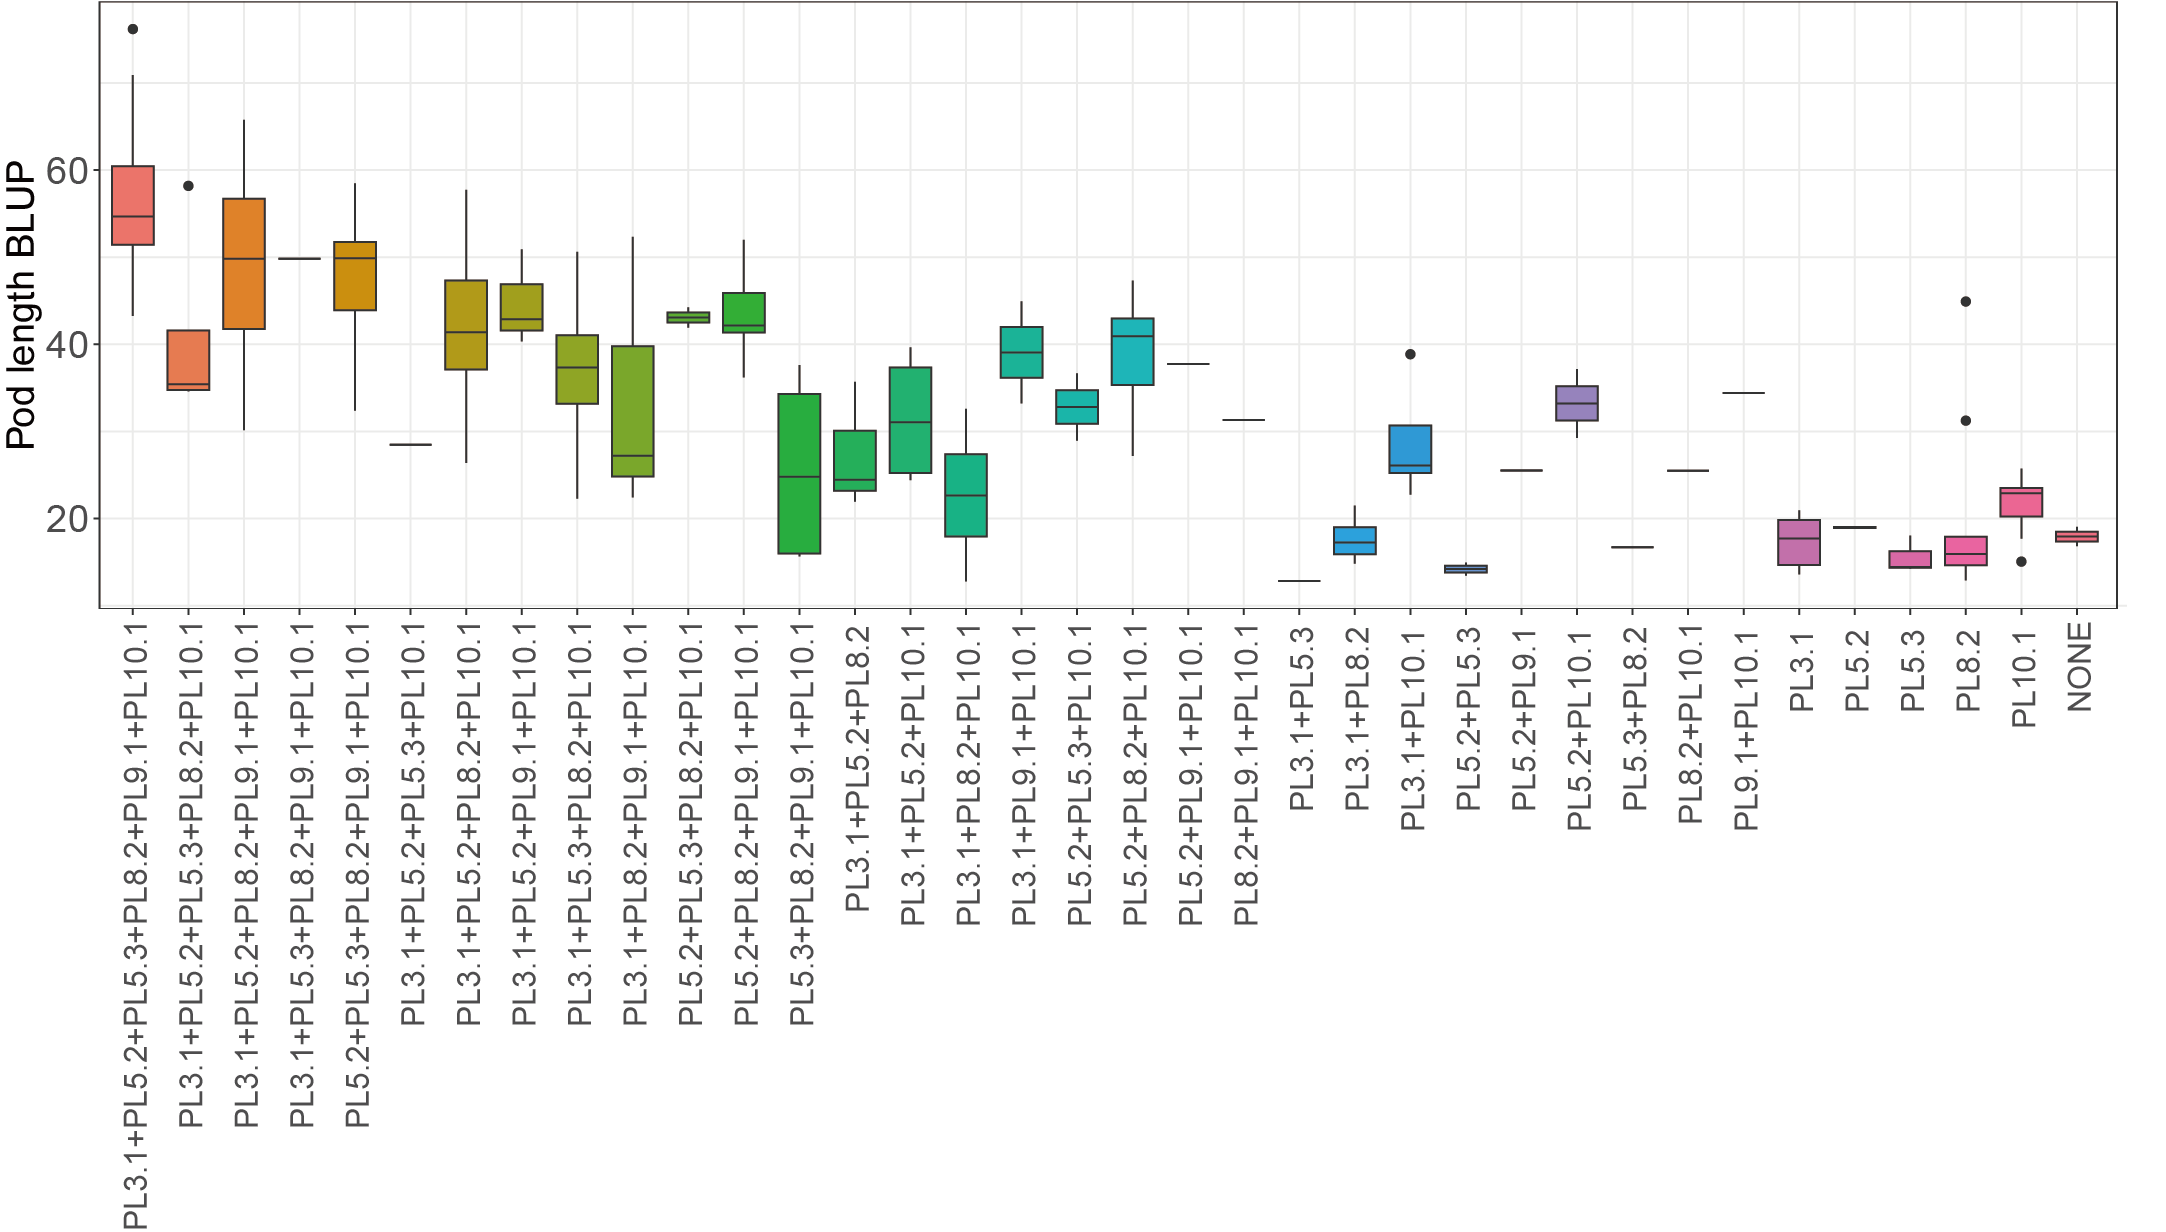 Pod length BLUP
60
40
20
PL3.1+PL5.2+PL5.3+PL8.2+PL9.1+PL10.1
PL3.1+PL5.2+PL5.3+PL8.2+PL10.1
PL3.1+PL5.2+PL8.2+PL9.1+PL10.1
PL3.1+PL5.3+PL8.2+PL9.1+PL10.1
PL5.2+PL5.3+PL8.2+PL9.1+PL10.1
PL3.1+PL5.2+PL5.3+PL10.1
PL3.1+PL5.2+PL8.2+PL10.1
PL3.1+PL5.2+PL9.1+PL10.1
PL3.1+PL5.3+PL8.2+PL10.1
PL3.1+PL8.2+PL9.1+PL10.1
PL5.2+PL5.3+PL8.2+PL10.1
PL5.2+PL8.2+PL9.1+PL10.1
PL5.3+PL8.2+PL9.1+PL10.1
PL3.1+PL5.2+PL8.2
PL3.1+PL5.2+PL10.1
PL3.1+PL8.2+PL10.1
PL3.1+PL9.1+PL10.1
PL5.2+PL5.3+PL10.1
PL5.2+PL8.2+PL10.1
PL5.2+PL9.1+PL10.1
PL8.2+PL9.1+PL10.1
PL3.1+PL5.3
PL3.1+PL8.2
PL3.1+PL10.1
PL5.2+PL5.3
PL5.2+PL9.1
PL5.2+PL10.1
PL5.3+PL8.2
PL8.2+PL10.1
PL9.1+PL10.1
PL3.1
PL5.2
PL5.3
PL8.2
PL10.1
NONE